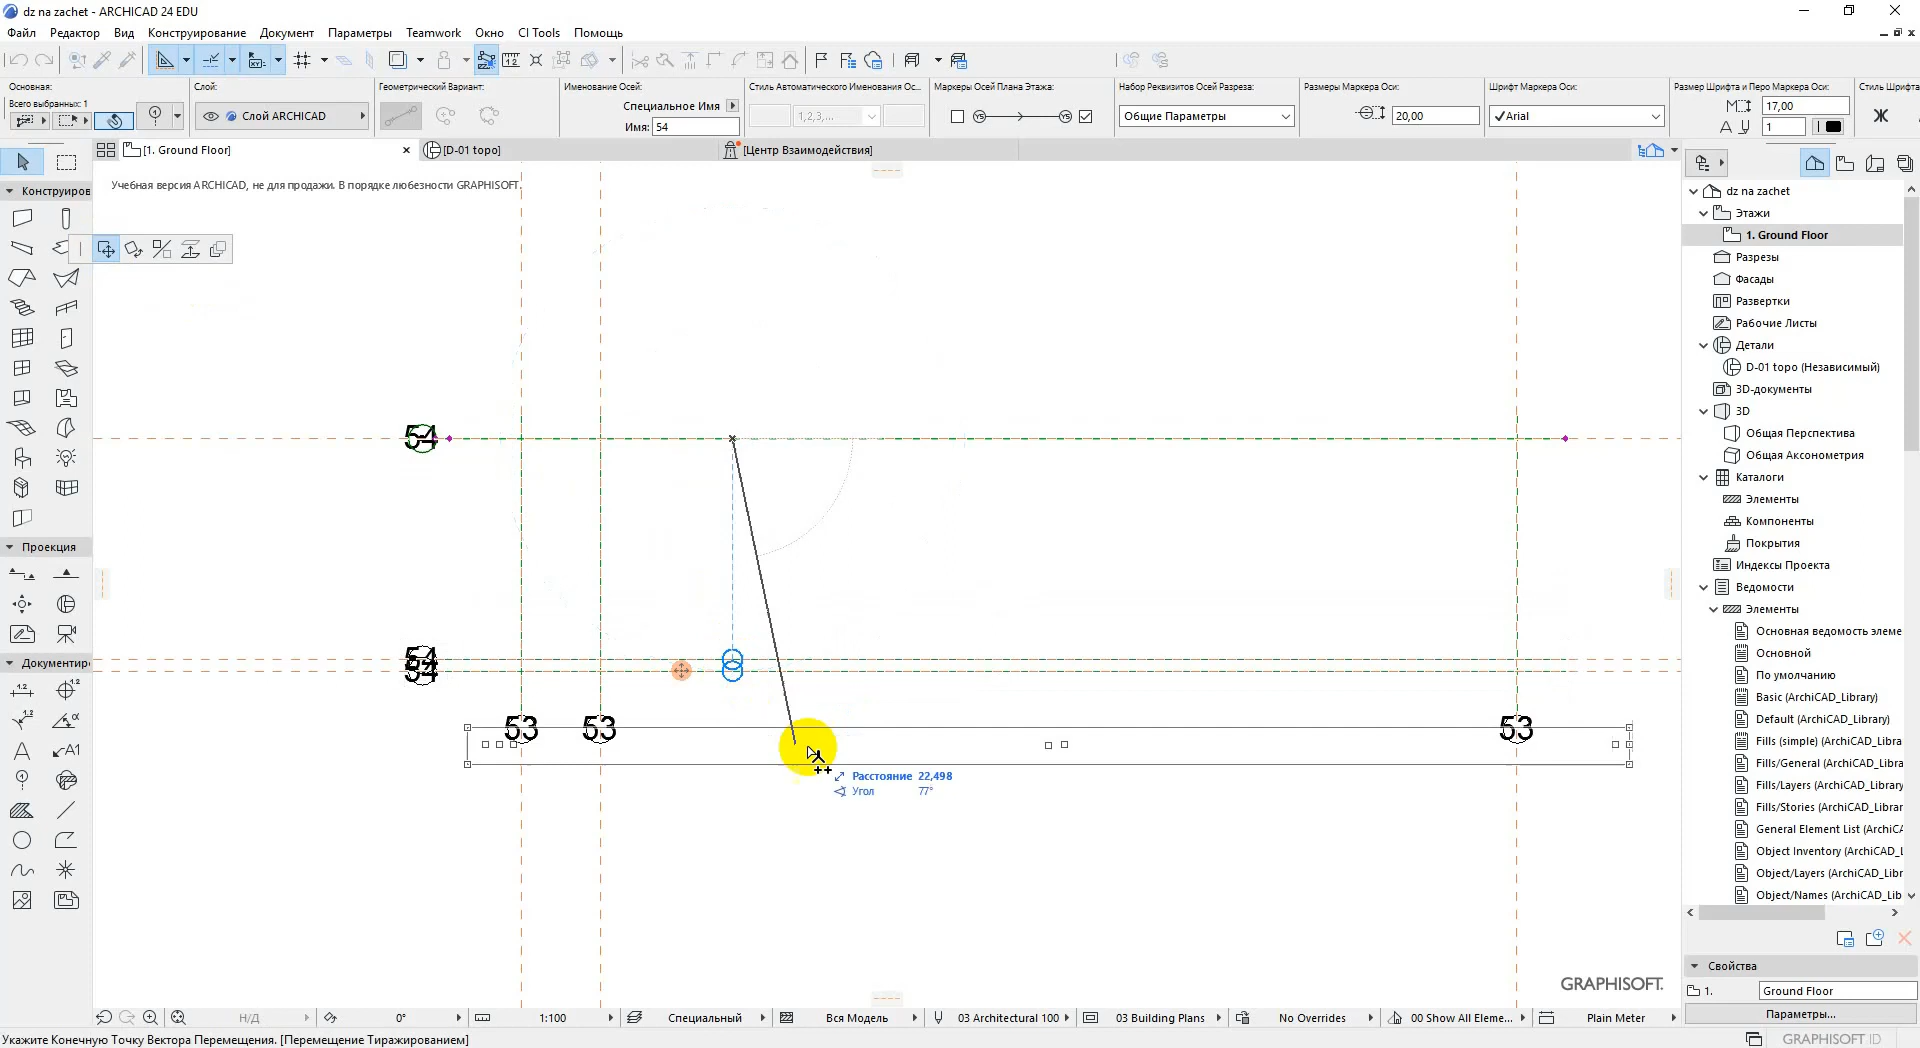 dz na zachet - ARCHICAD 24 EDU
Файл Редактор Вид Конструирование Документ Параметры Teamwork Окно CI Tools Помощь
Основная:
Всего выбранных: 1
Слой:
Слой ARCHICAD
Геометрический Вариант:
Именование Осей:
Специальное Имя
Имя: 54
Стиль Автоматического Именования Ос...
1,2,3,...
Маркеры Осей Плана Этажа:
Набор Реквизитов Осей Разреза:
Общие Параметры
Размеры Маркера Оси:
20,00
Шрифт Маркера Оси:
Arial
Размер Шрифта и Перо Маркера Оси:
17,00
1
Стиль Шрифта
Ж
[1. Ground Floor]
[D-01 topo]
[Центр Взаимодействия]
Учебная версия ARCHICAD, не для продажи. В порядке любезности GRAPHISOFT.
Конструиров
Проекция
Документир
54
54
54
53
53
53
Расстояние 22,498
Угол 77°
GRAPHISOFT.
dz na zachet
Этажи
1. Ground Floor
Разрезы
Фасады
Развертки
Рабочие Листы
Детали
D-01 topo (Независимый)
3D-документы
3D
Общая Перспектива
Общая Аксонометрия
Каталоги
Элементы
Компоненты
Покрытия
Индексы Проекта
Ведомости
Элементы
Основная ведомость элеме
Основной
По умолчанию
Basic (ArchiCAD_Library)
Default (ArchiCAD_Library)
Fills (simple) (ArchiCAD_Libra
Fills/General (ArchiCAD_Libra
Fills/Layers (ArchiCAD_Library
Fills/Stories (ArchiCAD_Librar
General Element List (ArchiCA
Object Inventory (ArchiCAD_L
Object/Layers (ArchiCAD_Libr
Object/Names (ArchiCAD_Lib
Свойства
1. Ground Floor
Параметры...
Н/Д 0° 1:100 Специальный Вся Модель 03 Architectural 100 03 Building Plans No Overrides 00 Show All Eleme... Plain Meter
Укажите Конечную Точку Вектора Перемещения. [Перемещение Тиражированием]
GRAPHISOFT ID